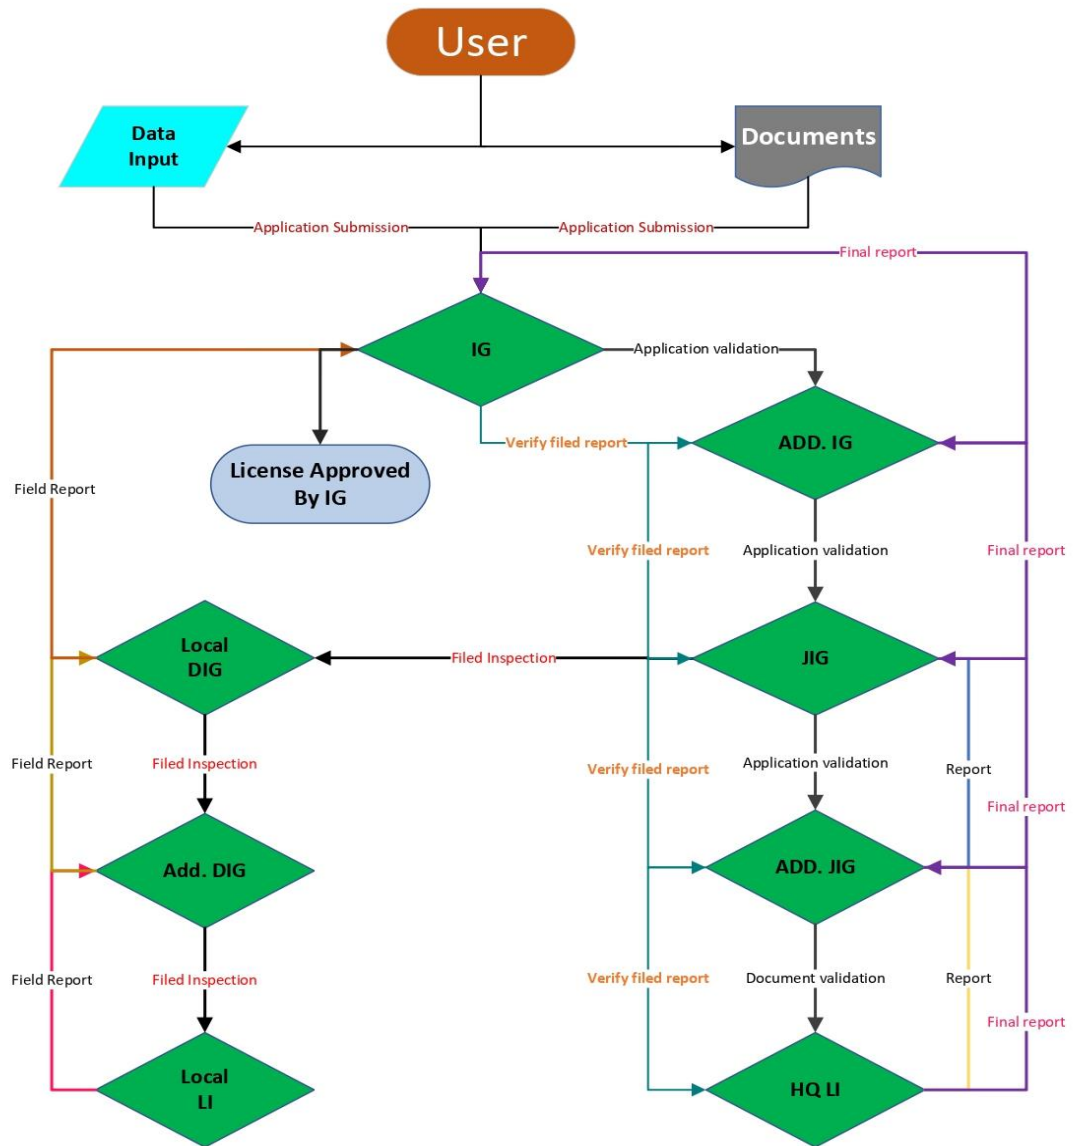 User
Data
Input
Documents
Application Submission
Application Submission
Final report
IG
Application validation
Verify filed report
ADD. IG
License Approved
By IG
Field Report
Verify filed report
Application validation
Final report
Local
DIG
Filed Inspection
JIG
Field Report
Filed Inspection
Verify filed report
Application validation
Report
Final report
Add. DIG
ADD. JIG
Field Report
Filed Inspection
Verify filed report
Document validation
Report
Final report
Local
LI
HQ LI